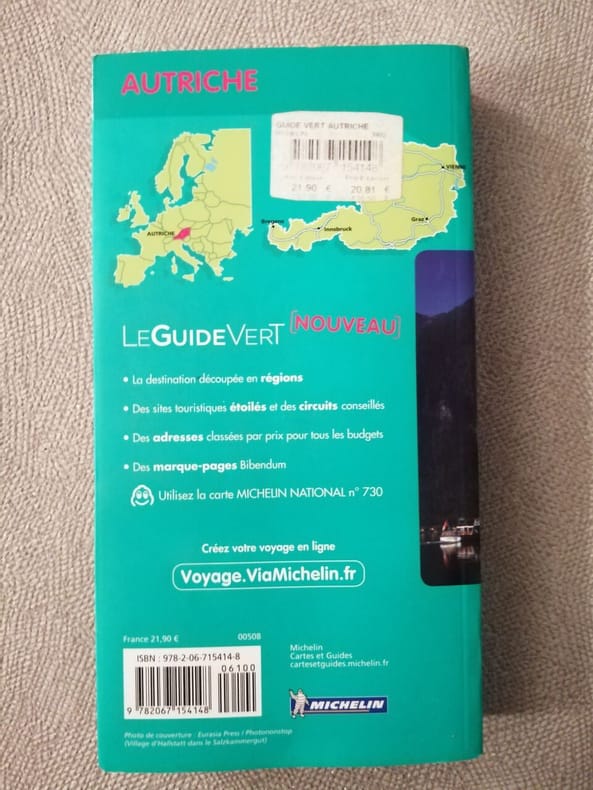 AUTRICHE
GUIDE VERT AUTRICHE
9 782067 154148
21.90 € 20.81 €
VIENNE
Graz
Bregenz
Innsbruck
AUTRICHE
LEGUIDEVERT [NOUVEAU]
• La destination découpée en régions
• Des sites touristiques étoilés et des circuits conseillés
• Des adresses classées par prix pour tous les budgets
• Des marque-pages Bibendum
Utilisez la carte MICHELIN NATIONAL n° 730
Créez votre voyage en ligne
Voyage.ViaMichelin.fr
France 21,90 € 00508
ISBN : 978-2-06-715414-8
06100
9 782067 154148
Michelin
Cartes et Guides
cartesetguides.michelin.fr
MICHELIN
Photo de couverture : Eurasia Press / Photononstop
(Village d'Hallstatt dans le Salzkammergut)